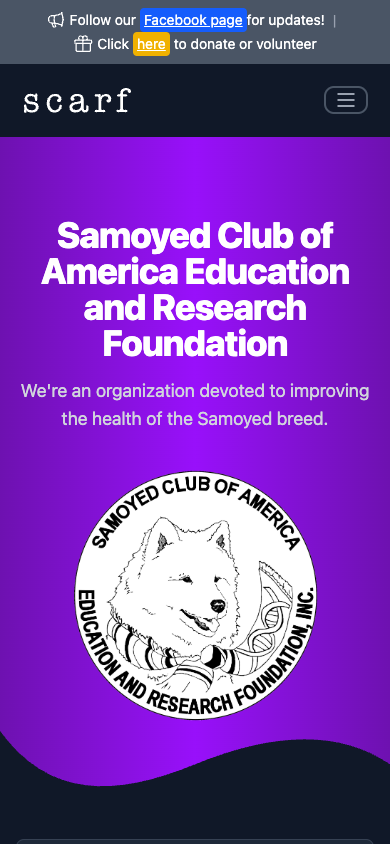 Follow our Facebook page for updates! |
Click here to donate or volunteer
scarf
Samoyed Club of
America Education
and Research
Foundation
We're an organization devoted to improving
the health of the Samoyed breed.
SAMOYED CLUB OF AMERICA
EDUCATION AND RESEARCH FOUNDATION, INC.